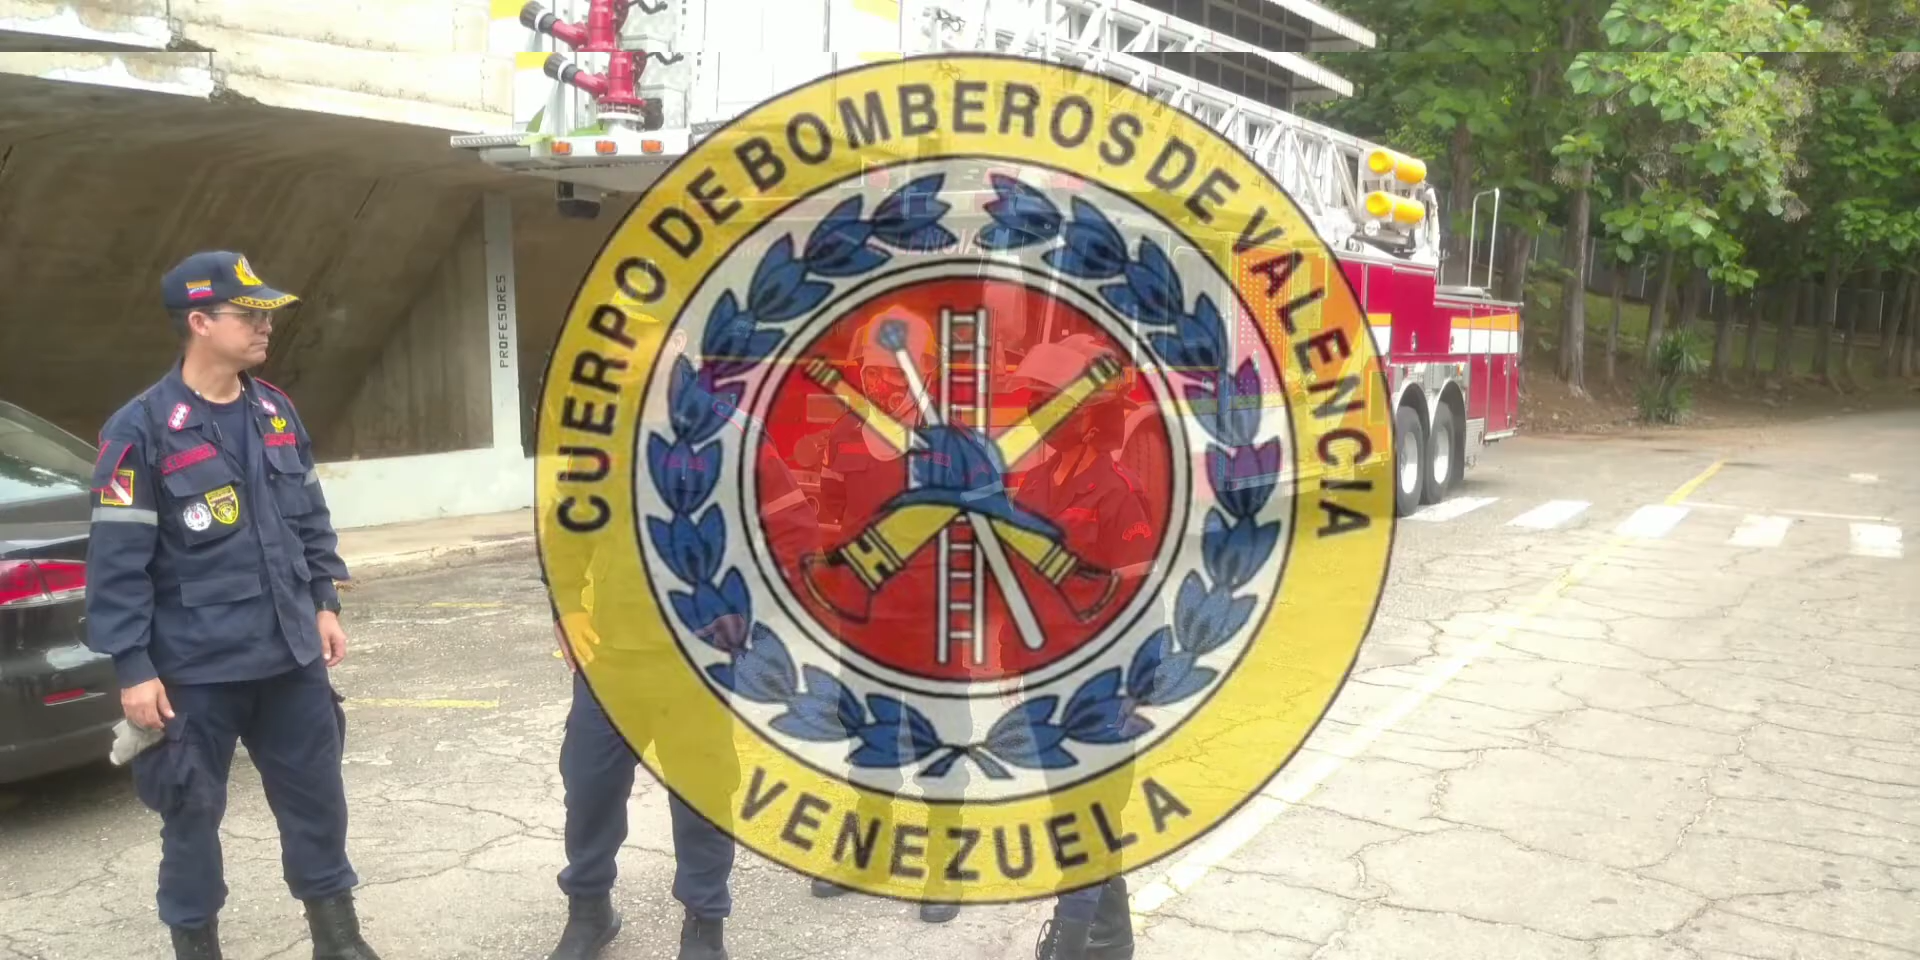 CUERPO DE BOMBEROS DE VALENCIA
VENEZUELA
PROFESORES